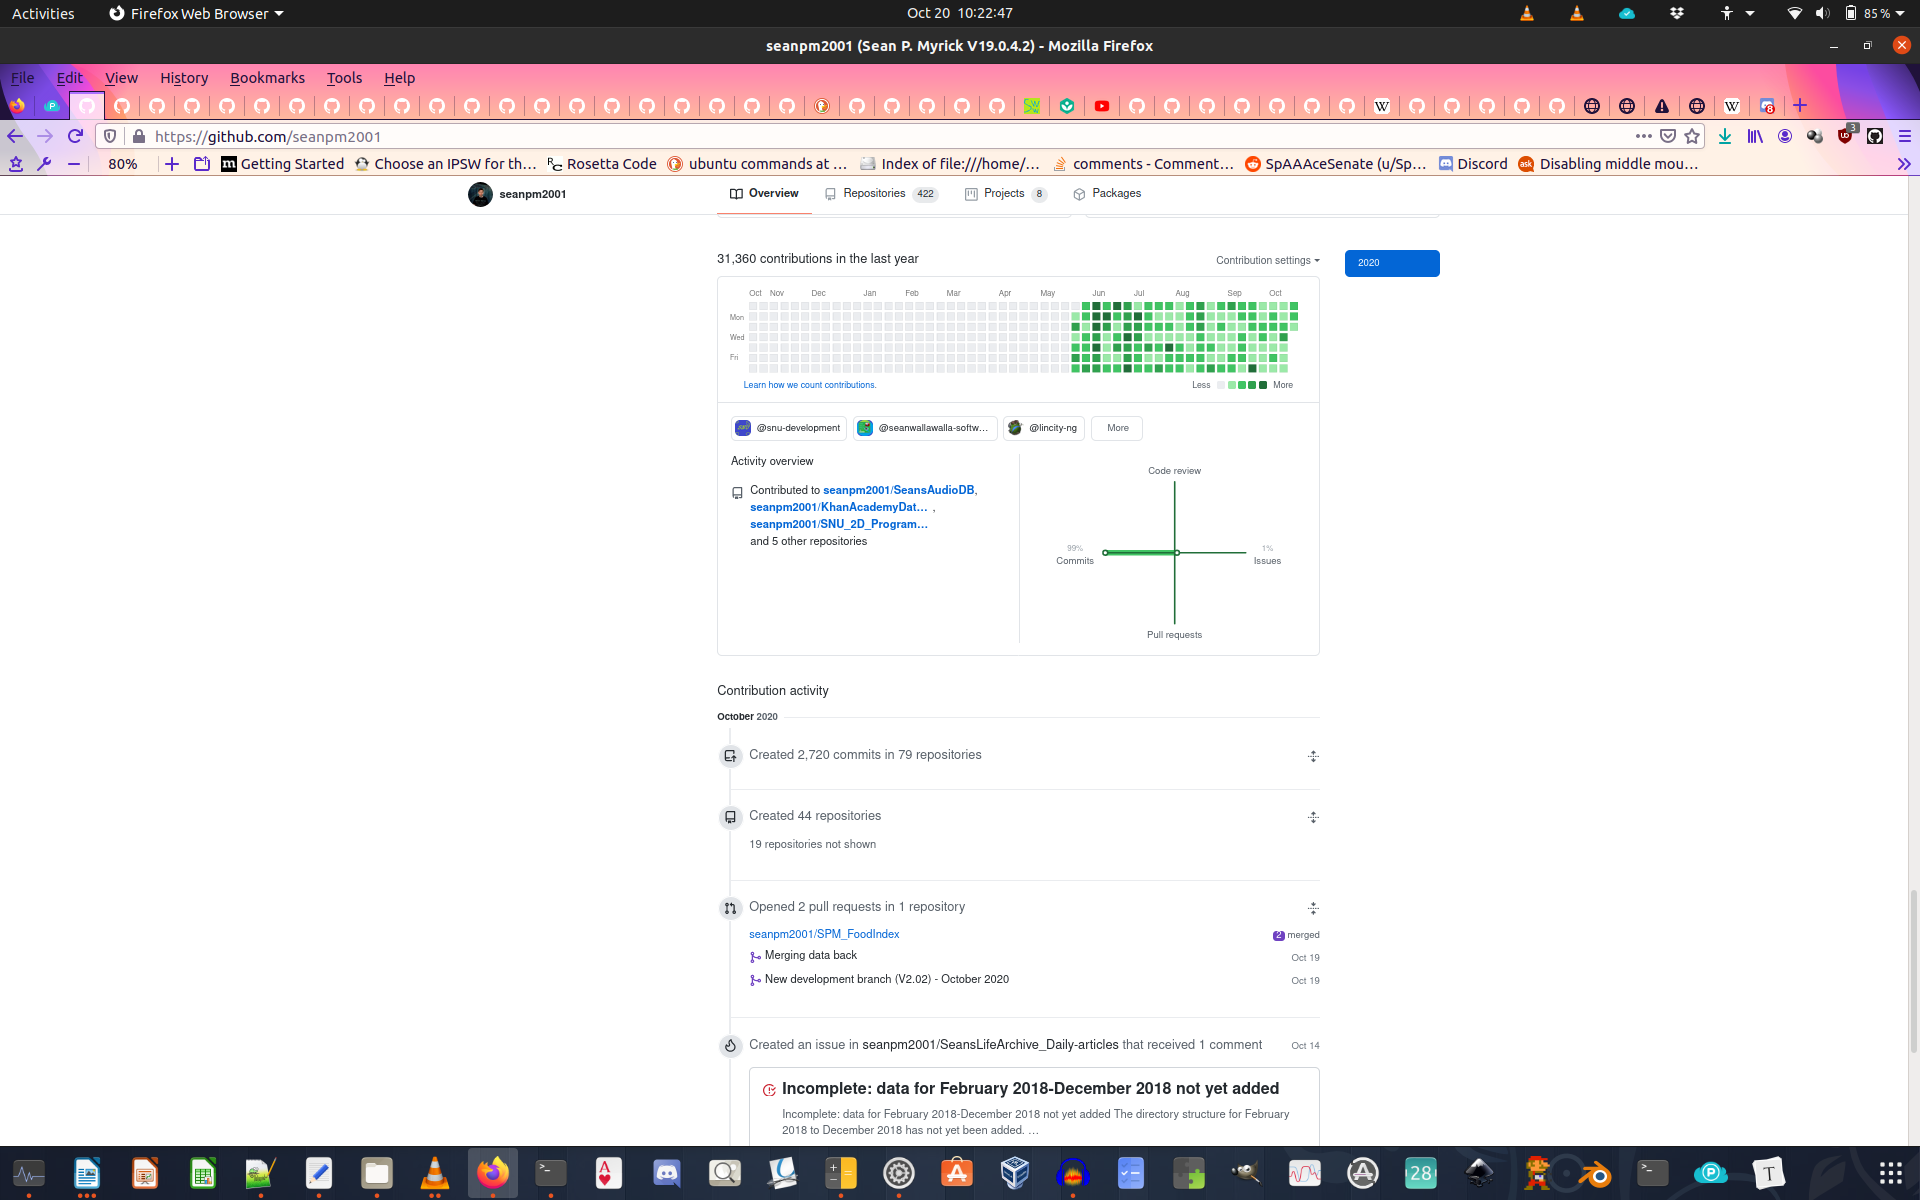 Activities Firefox Web Browser Oct 20 10:22:47 85%
seanpm2001 (Sean P. Myrick V19.0.4.2) - Mozilla Firefox
File Edit View History Bookmarks Tools Help
https://github.com/seanpm2001 3
80% Getting Started Choose an IPSW for th… Rosetta Code ubuntu commands at … Index of file:///home/… comments - Comment… SpAAAceSenate (u/Sp… Discord Disabling middle mou…
seanpm2001 Overview Repositories 422 Projects 8 Packages
31,360 contributions in the last year Contribution settings 2020
Oct Nov Dec Jan Feb Mar Apr May Jun Jul Aug Sep Oct
Mon
Wed
Fri
Learn how we count contributions. Less More
@snu-development @seanwallawalla-softw… @lincity-ng More
Activity overview
Code review
Contributed to seanpm2001/SeansAudioDB,
seanpm2001/KhanAcademyDat… ,
seanpm2001/SNU_2D_Program…
and 5 other repositories
99% 1%
Commits Issues
Pull requests
Contribution activity
October 2020
Created 2,720 commits in 79 repositories
Created 44 repositories
19 repositories not shown
Opened 2 pull requests in 1 repository
seanpm2001/SPM_FoodIndex 2 merged
Merging data back Oct 19
New development branch (V2.02) - October 2020 Oct 19
Created an issue in seanpm2001/SeansLifeArchive_Daily-articles that received 1 comment Oct 14
Incomplete: data for February 2018-December 2018 not yet added
Incomplete: data for February 2018-December 2018 not yet added The directory structure for February
2018 to December 2018 has not yet been added. …
28